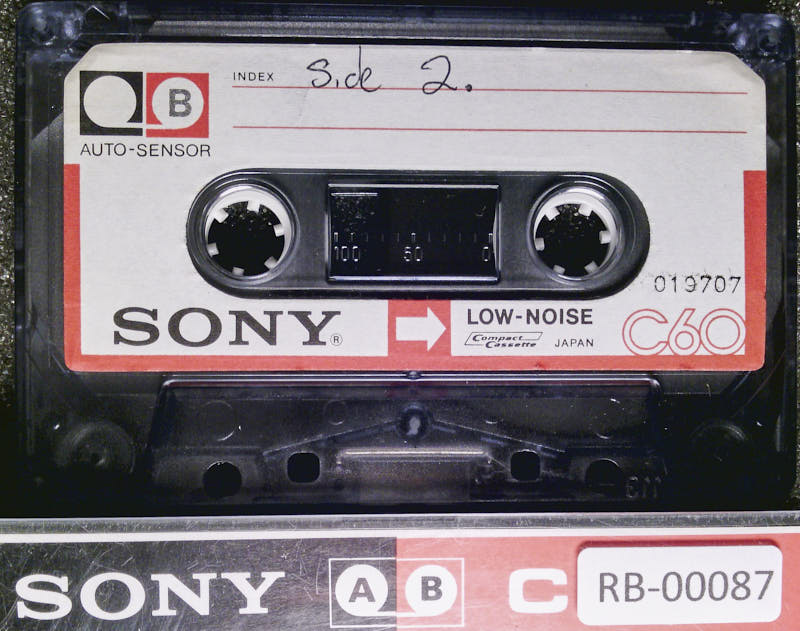 INDEX Side 2.
B
AUTO-SENSOR
100 50 0
019707
SONY® LOW-NOISE C60
Compact Cassette JAPAN
SONY A B C RB-00087